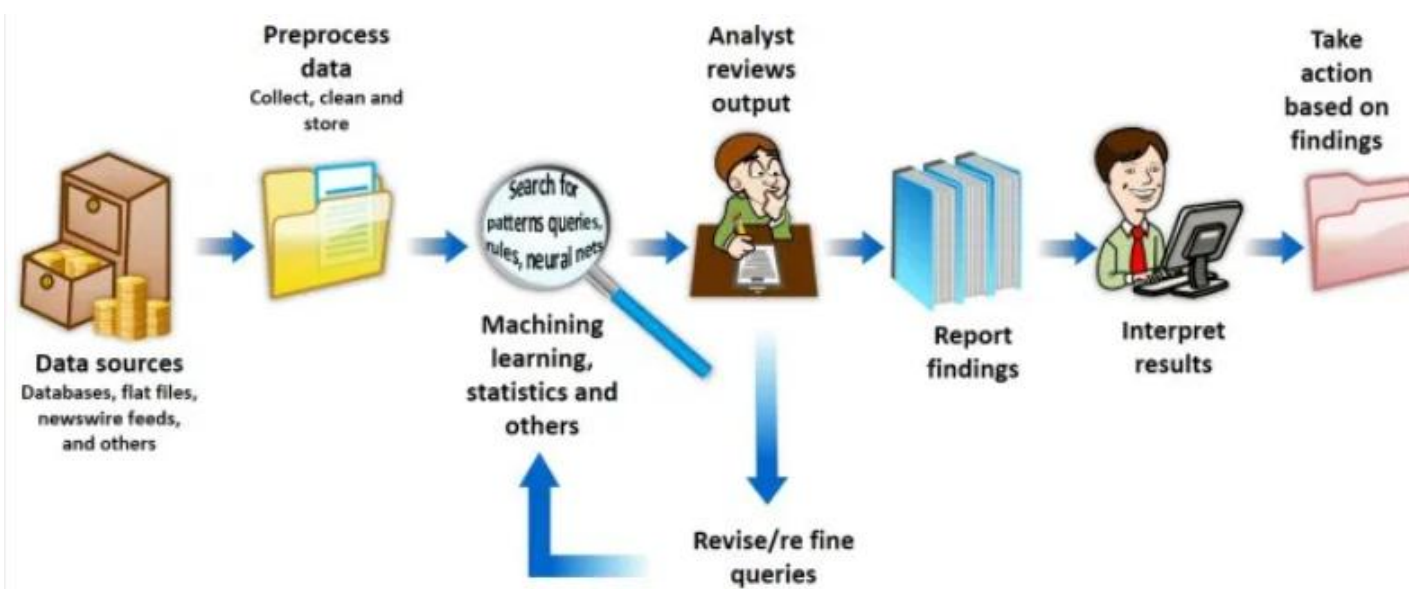 Preprocess
data
Collect, clean and
store
Analyst
reviews
output
Take
action
based on
findings
Search for
patterns queries,
rules, neural nets
Data sources
Databases, flat files,
newswire feeds,
and others
Machining
learning,
statistics and
others
Report
findings
Interpret
results
Revise/re fine
queries